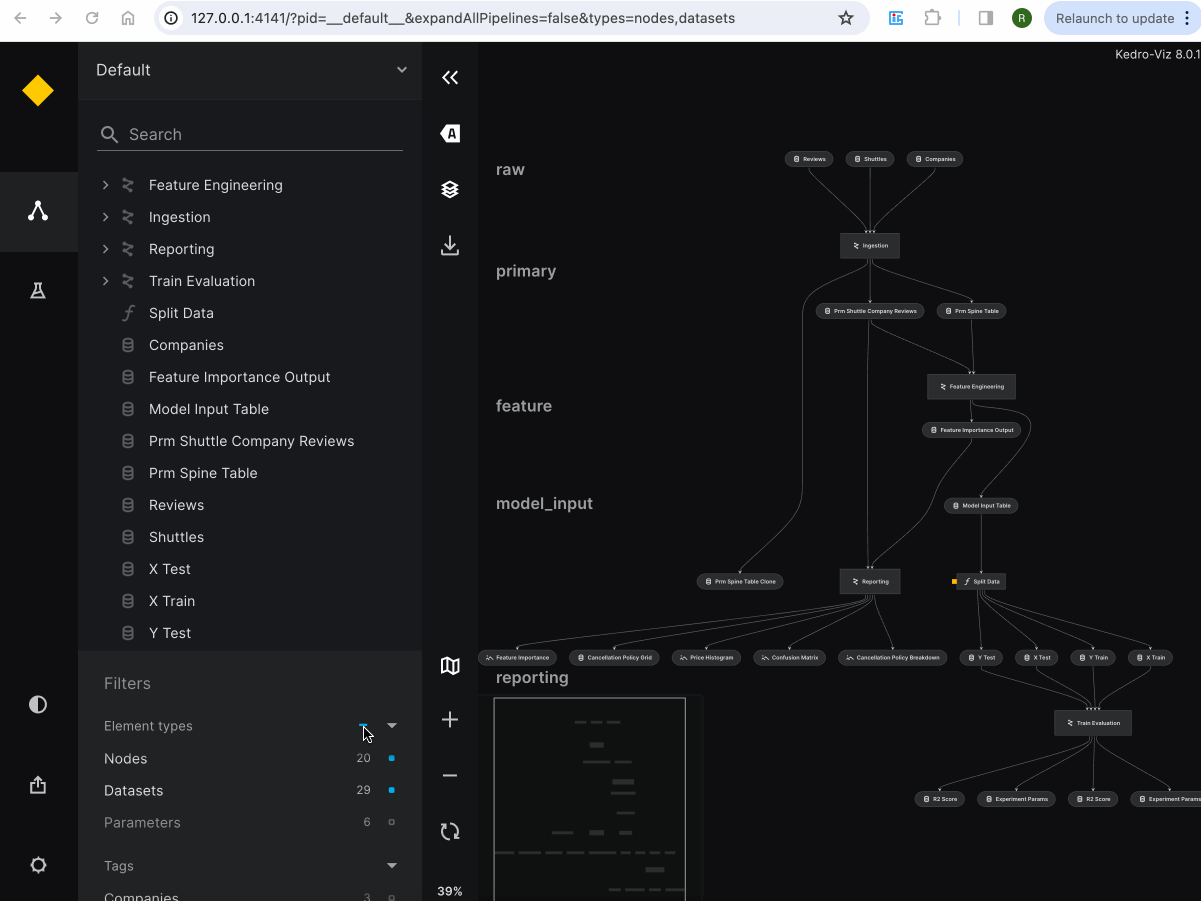 127.0.0.1:4141/?pid=__default__&expandAllPipelines=false&types=nodes,datasets
R
Relaunch to update
Default
Kedro-Viz 8.0.1
Search
Feature Engineering
Ingestion
Reporting
Train Evaluation
Split Data
Companies
Feature Importance Output
Model Input Table
Prm Shuttle Company Reviews
Prm Spine Table
Reviews
Shuttles
X Test
X Train
Y Test
Filters
Element types
Nodes 20
Datasets 29
Parameters 6
Tags
Companies 3
A
39%
raw
primary
feature
model_input
reporting
Reviews
Shuttles
Companies
Ingestion
Prm Shuttle Company Reviews
Prm Spine Table
Feature Engineering
Feature Importance Output
Model Input Table
Prm Spine Table Clone
Reporting
Split Data
Feature Importance
Cancellation Policy Grid
Price Histogram
Confusion Matrix
Cancellation Policy Breakdown
Y Test
X Test
Y Train
X Train
Train Evaluation
R2 Score
Experiment Params
R2 Score
Experiment Params